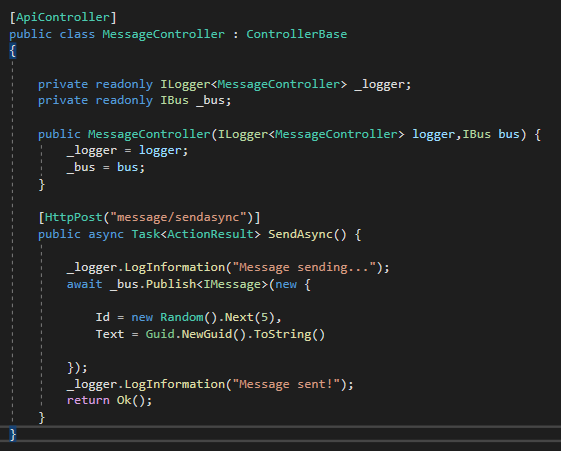 [ApiController]
public class MessageController : ControllerBase
{
private readonly ILogger<MessageController> _logger;
private readonly IBus _bus;
public MessageController(ILogger<MessageController> logger,IBus bus) {
_logger = logger;
_bus = bus;
}
[HttpPost("message/sendasync")]
public async Task<ActionResult> SendAsync() {
_logger.LogInformation("Message sending...");
await _bus.Publish<IMessage>(new {
Id = new Random().Next(5),
Text = Guid.NewGuid().ToString()
});
_logger.LogInformation("Message sent!");
return Ok();
}
}